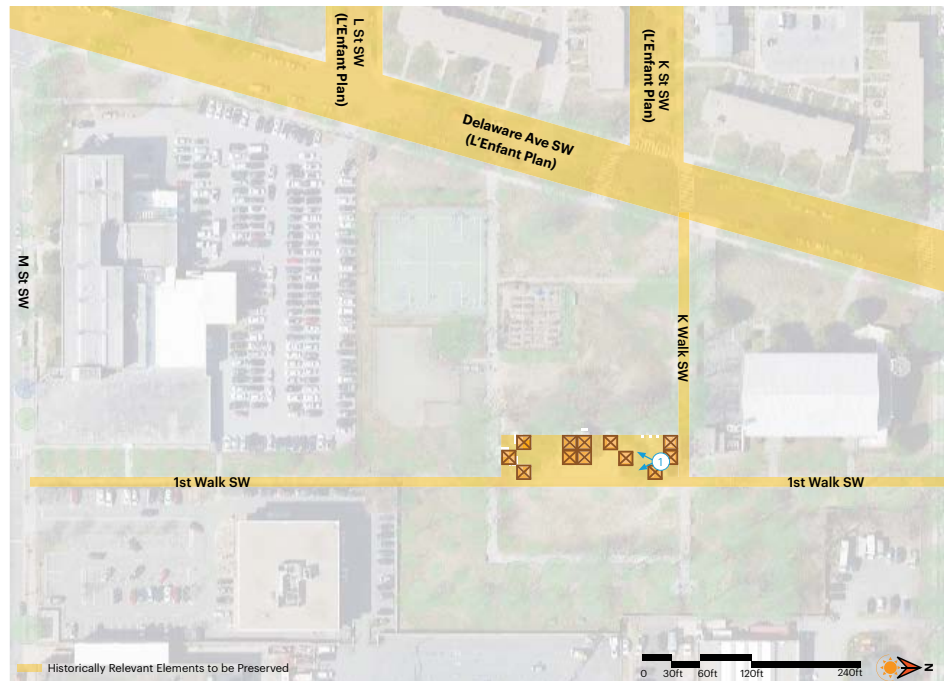 L St SW
(L'Enfant Plan)
K St SW
(L'Enfant Plan)
Delaware Ave SW
(L'Enfant Plan)
M St SW
K Walk SW
1
1st Walk SW
1st Walk SW
Historically Relevant Elements to be Preserved
0 30ft 60ft 120ft 240ft
N